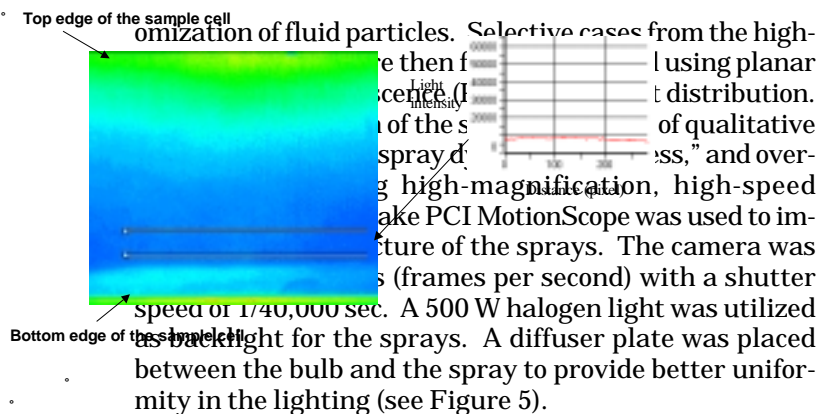 Top edge of the sample cell
omization of fluid particles. Selective cases from the high-
re then f l using planar
scence ( t distribution.
Light
intensity
n of the s of qualitative
spray d ess,” and over-
g high-magnification, high-speed
Distance (pixel)
ake PCI MotionScope was used to im-
cture of the sprays. The camera was
s (frames per second) with a shutter
speed of 1/40,000 sec. A 500 W halogen light was utilized
Bottom edge of the sample cell
as backlight for the sprays. A diffuser plate was placed
between the bulb and the spray to provide better unifor-
mity in the lighting (see Figure 5).
0 100 200